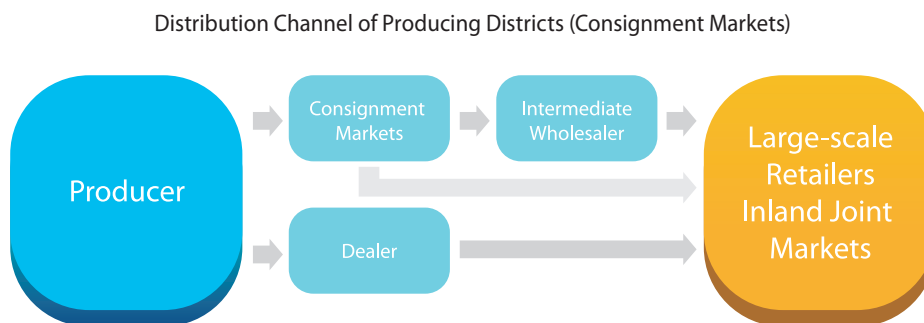 Distribution Channel of Producing Districts (Consignment Markets)
Producer
Consignment
Markets
Intermediate
Wholesaler
Dealer
Large-scale
Retailers
Inland Joint
Markets